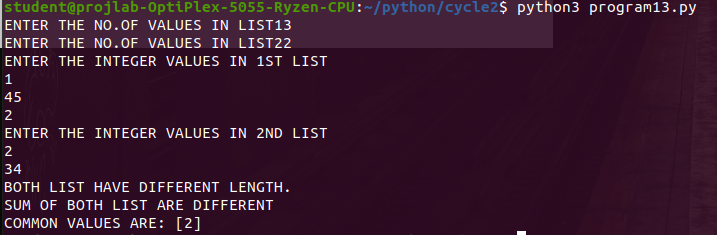 student@projlab-OptiPlex-5055-Ryzen-CPU:~/python/cycle2$ python3 program13.py
ENTER THE NO.OF VALUES IN LIST13
ENTER THE NO.OF VALUES IN LIST22
ENTER THE INTEGER VALUES IN 1ST LIST
1
45
2
ENTER THE INTEGER VALUES IN 2ND LIST
2
34
BOTH LIST HAVE DIFFERENT LENGTH.
SUM OF BOTH LIST ARE DIFFERENT
COMMON VALUES ARE: [2]